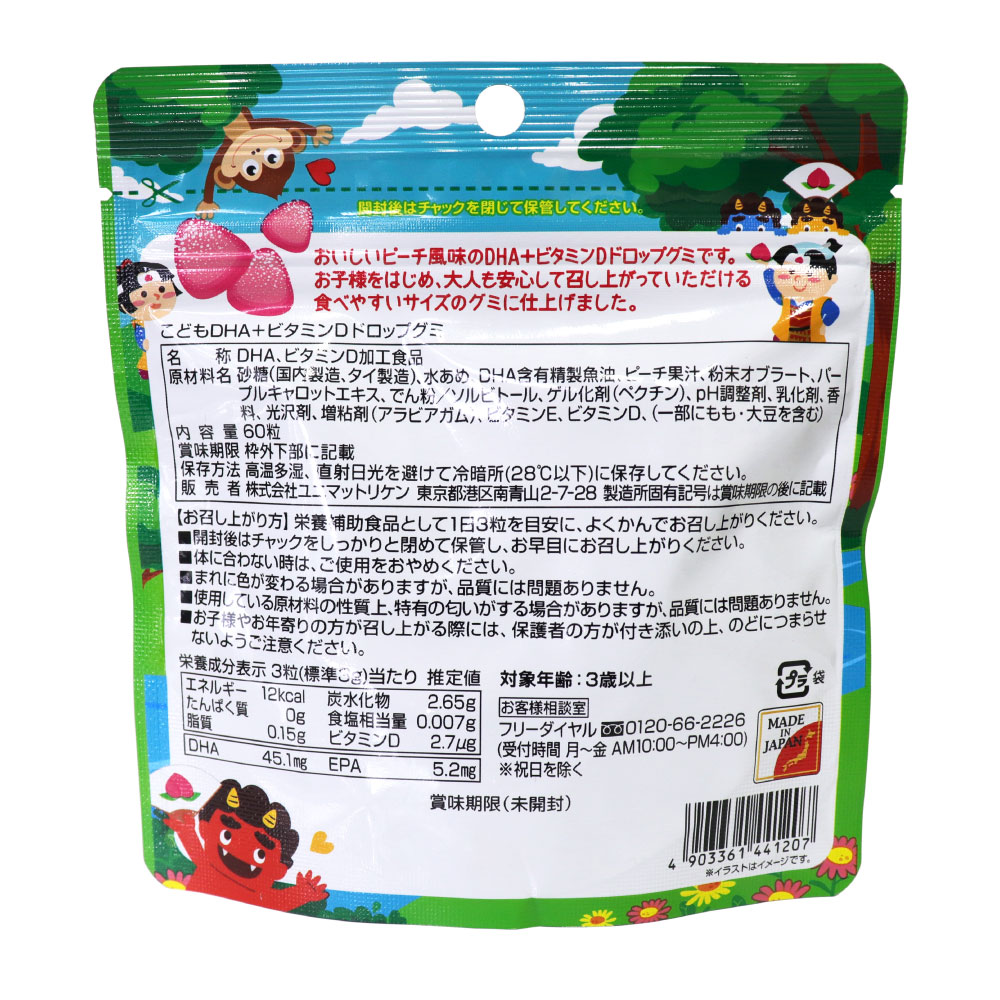 開封後はチャックを閉じて保管してください。
おいしいピーチ風味のDHA+ビタミンDドロップグミです。
お子様をはじめ、大人も安心して召し上がっていただける
食べやすいサイズのグミに仕上げました。
こどもDHA+ビタミンDドロップグミ
名称 DHA、ビタミンD加工食品
原材料名 砂糖(国内製造、タイ製造)、水あめ、DHA含有精製魚油、ピーチ果汁、粉末オブラート、パー
プルキャロットエキス、でん粉/ソルビトール、ゲル化剤(ペクチン)、pH調整剤、乳化剤、香
料、光沢剤、増粘剤(アラビアガム)、ビタミンE、ビタミンD、(一部にもも・大豆を含む)
内容量 60粒
賞味期限 枠外下部に記載
保存方法 高温多湿、直射日光を避けて冷暗所(28℃以下)に保存してください。
販売者 株式会社ユニマットリケン 東京都港区南青山2-7-28 製造所固有記号は賞味期限の後に記載
【お召し上がり方】栄養補助食品として1日3粒を目安に、よくかんでお召し上がりください。
■開封後はチャックをしっかりと閉めて保管し、お早目にお召し上がりください。
■体に合わない時は、ご使用をおやめください。
■まれに色が変わる場合がありますが、品質には問題ありません。
■使用している原材料の性質上、特有の匂いがする場合がありますが、品質には問題ありません。
■お子様やお年寄りの方が召し上がる際には、保護者の方が付き添いの上、のどにつまらせ
ないようご注意ください。
栄養成分表示 3粒(標準3g)当たり 推定値
エネルギー 12kcal 炭水化物 2.65g
たんぱく質 0g 食塩相当量 0.007g
脂質 0.15g ビタミンD 2.7μg
DHA 45.1mg EPA 5.2mg
対象年齢:3歳以上
お客様相談室
フリーダイヤル 0120-66-2226
(受付時間 月~金 AM10:00~PM4:00)
※祝日を除く
プラ 袋
MADE
IN
JAPAN
賞味期限(未開封)
4 903361 441207
※イラストはイメージです。